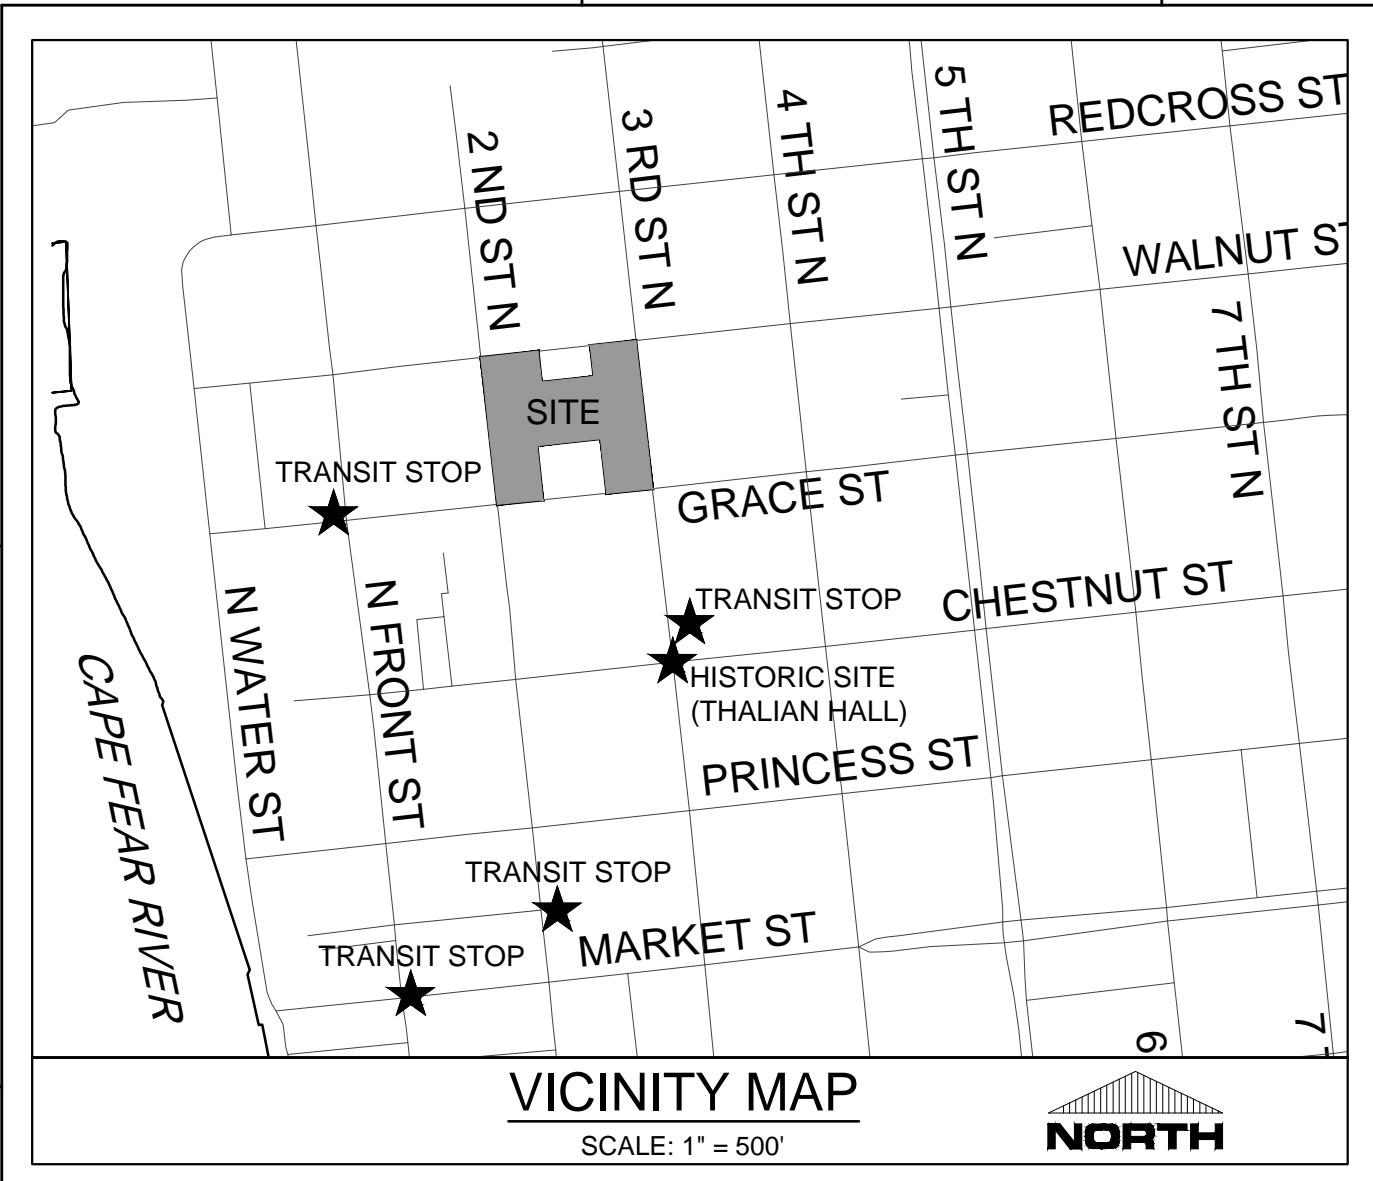 5 TH ST N
REDCROSS ST
4 TH ST N
3 RD ST N
2 ND ST N
WALNUT ST
7 TH ST N
SITE
TRANSIT STOP
GRACE ST
CHESTNUT ST
TRANSIT STOP
N WATER ST
N FRONT ST
HISTORIC SITE
(THALIAN HALL)
CAPE FEAR RIVER
PRINCESS ST
TRANSIT STOP
MARKET ST
TRANSIT STOP
6
7
VICINITY MAP
SCALE: 1" = 500'
NORTH